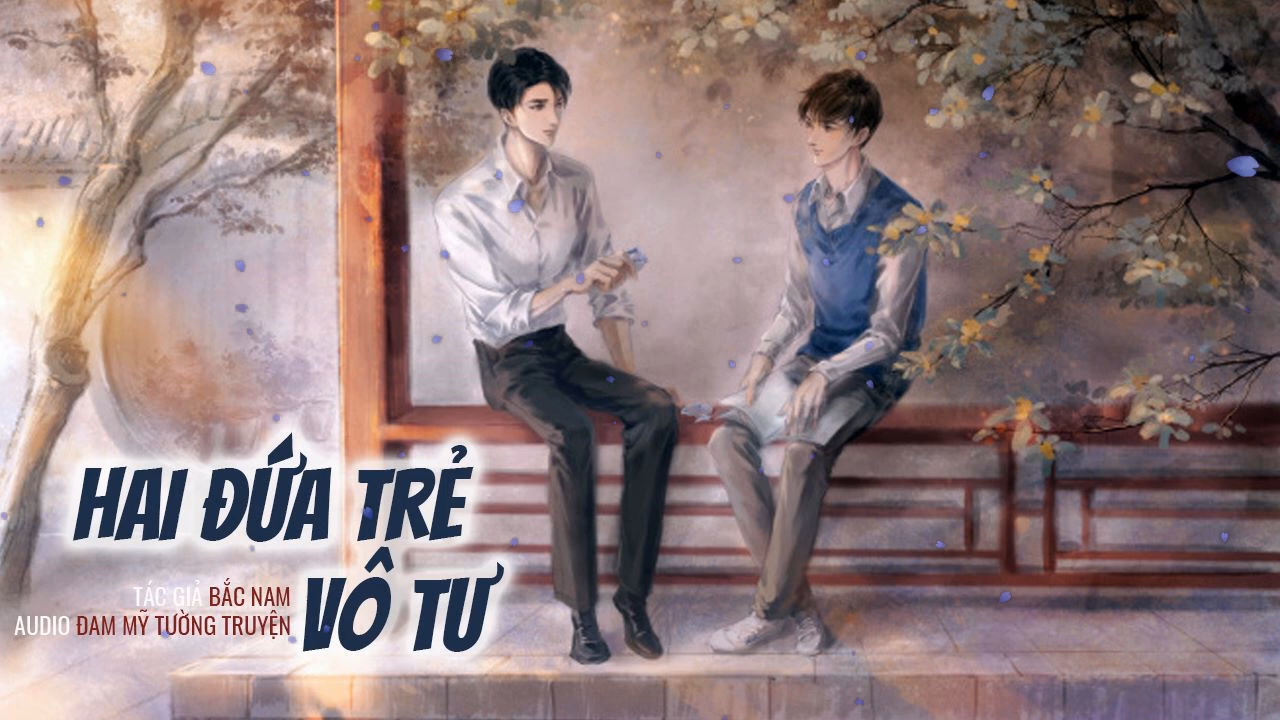 HAI ĐỨA TRẺ
VÔ TƯ
TÁC GIẢ BẮC NAM
AUDIO ĐAM MỸ TƯỜNG TRUYỆN